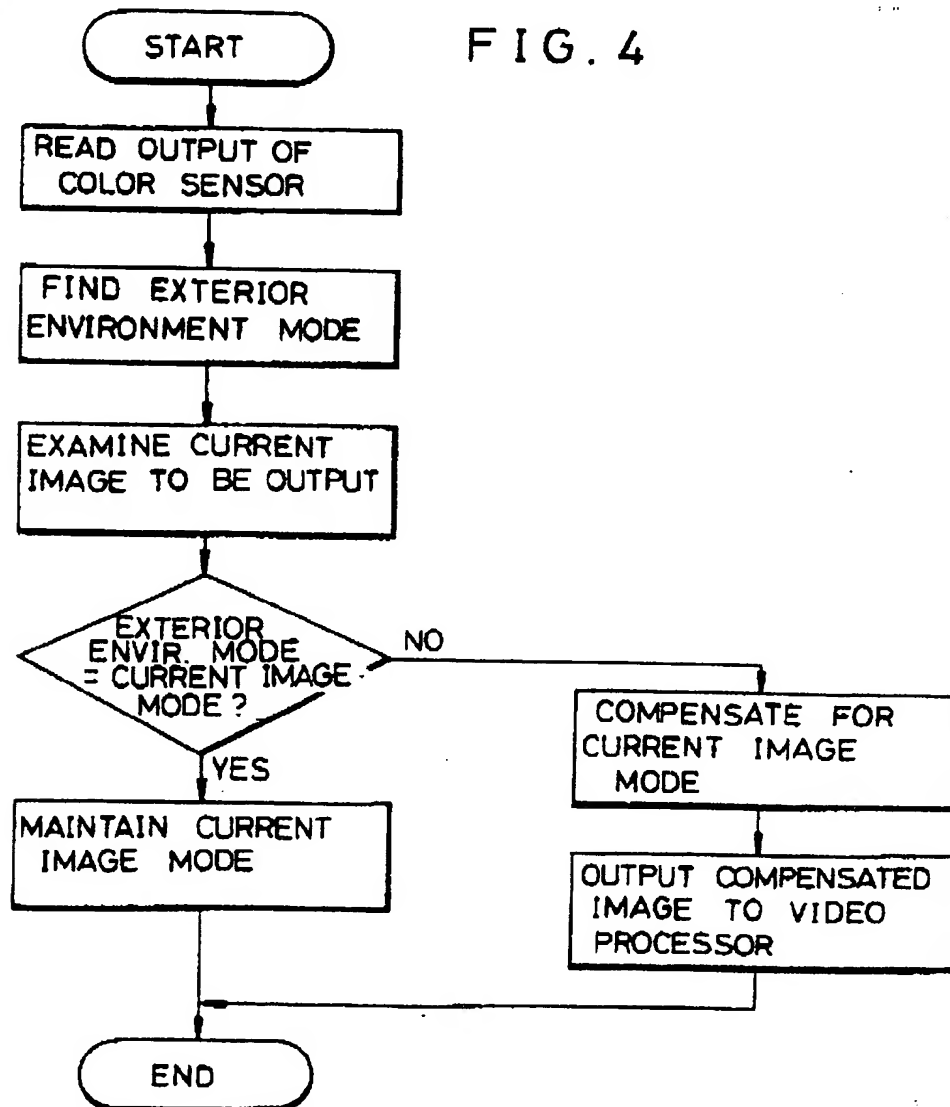 START
FIG. 4
READ OUTPUT OF
COLOR SENSOR
FIND EXTERIOR
ENVIRONMENT MODE
EXAMINE CURRENT
IMAGE TO BE OUTPUT
EXTERIOR
ENVIR. MODE
= CURRENT IMAGE
MODE?
NO
YES
COMPENSATE FOR
CURRENT IMAGE
MODE
MAINTAIN CURRENT
IMAGE MODE
OUTPUT COMPENSATED
IMAGE TO VIDEO
PROCESSOR
END